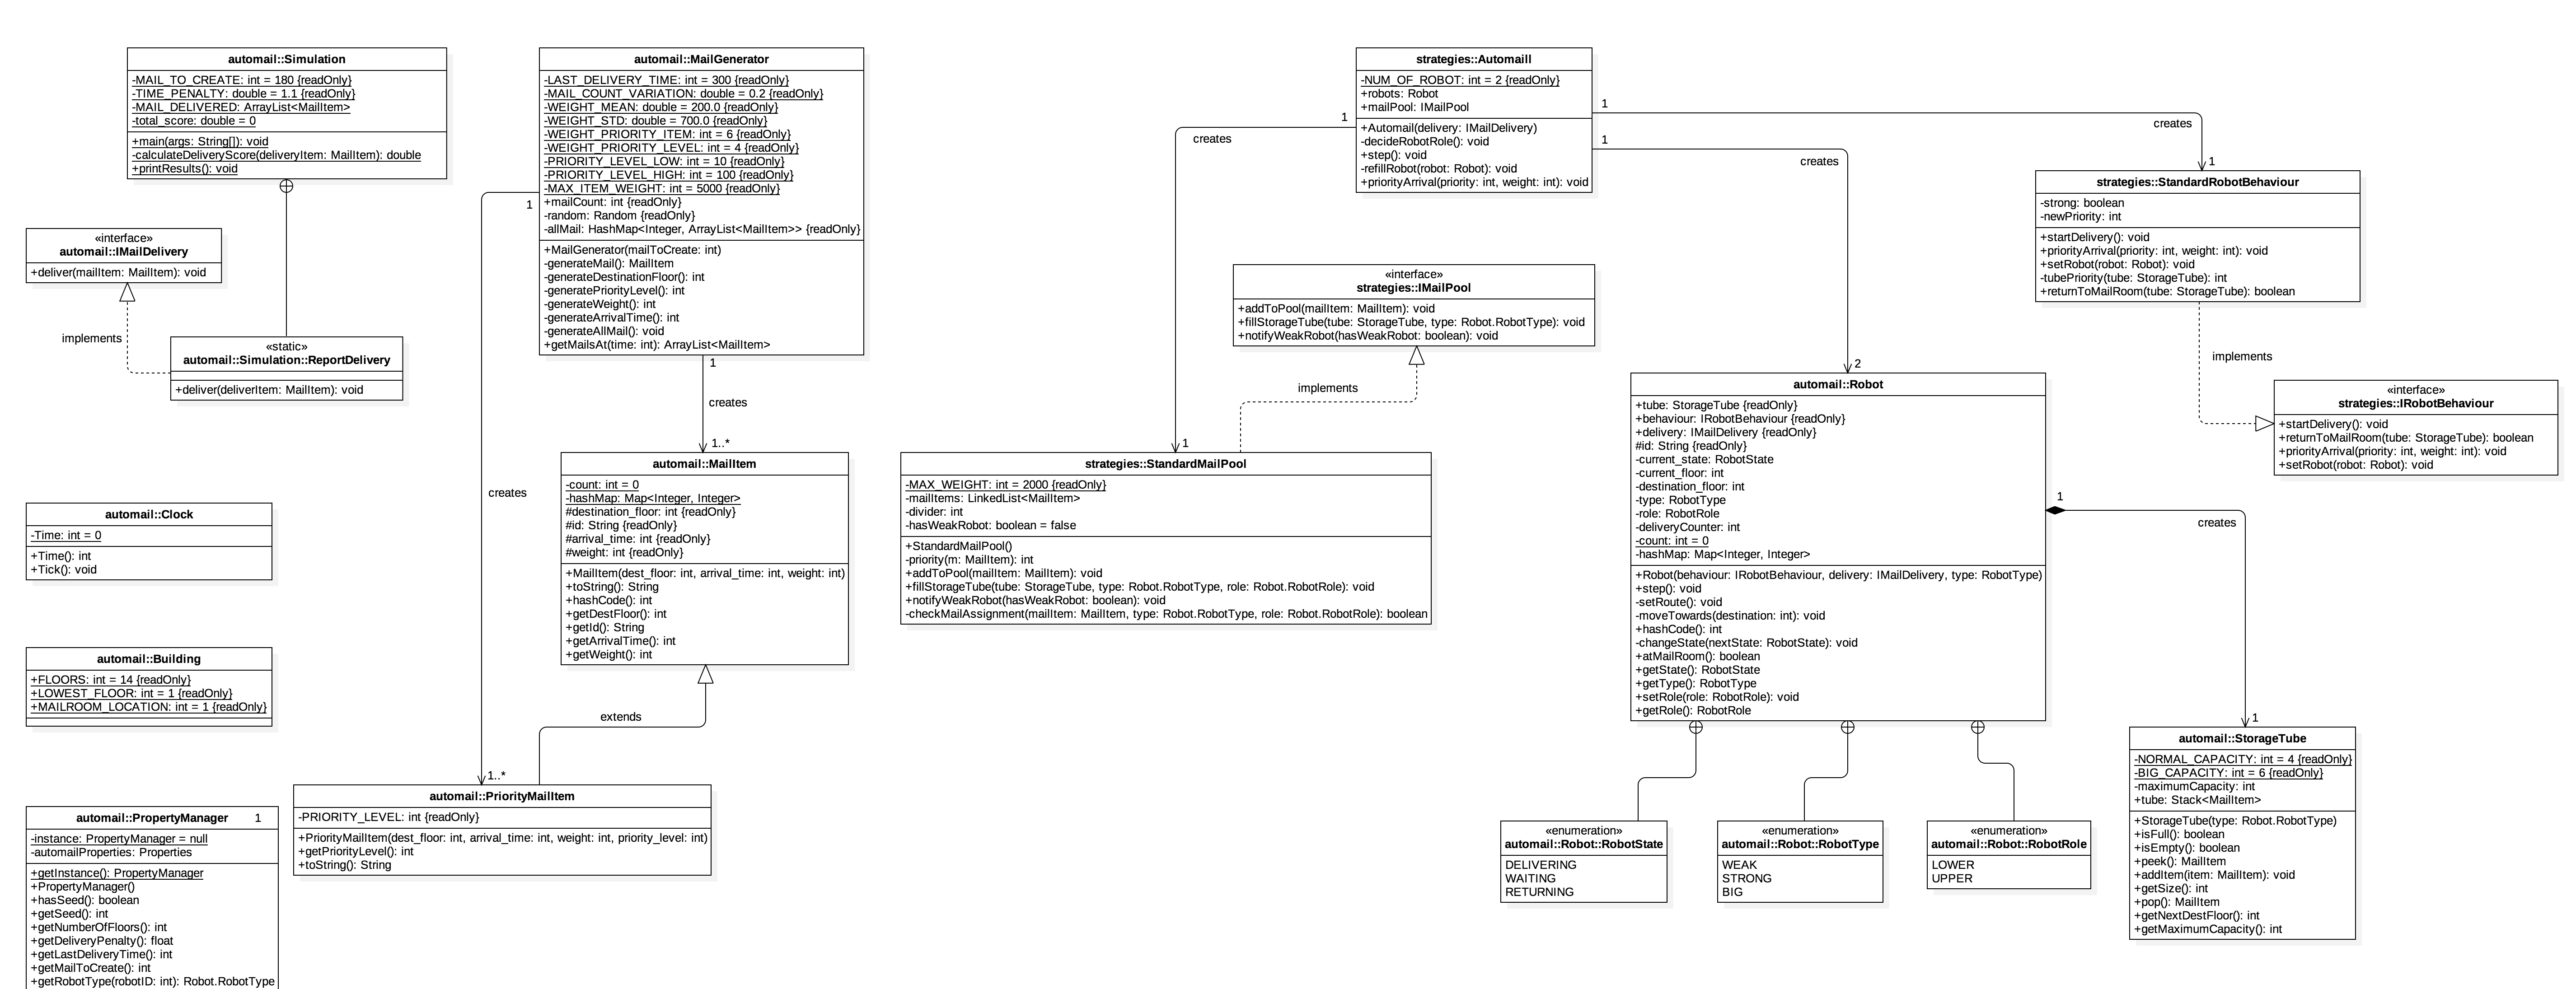 automail::Simulation
-MAIL_TO_CREATE: int = 180 {readOnly}
-TIME_PENALTY: double = 1.1 {readOnly}
-MAIL_DELIVERED: ArrayList<MailItem>
-total_score: double = 0
+main(args: String[]): void
-calculateDeliveryScore(deliveryItem: MailItem): double
+printResults(): void
«interface»
automail::IMailDelivery
+deliver(mailItem: MailItem): void
implements
«static»
automail::Simulation::ReportDelivery
+deliver(deliverItem: MailItem): void
automail::Clock
-Time: int = 0
+Time(): int
+Tick(): void
automail::Building
+FLOORS: int = 14 {readOnly}
+LOWEST_FLOOR: int = 1 {readOnly}
+MAILROOM_LOCATION: int = 1 {readOnly}
automail::PropertyManager
1
-instance: PropertyManager = null
-automailProperties: Properties
+getInstance(): PropertyManager
+PropertyManager()
+hasSeed(): boolean
+getSeed(): int
+getNumberOfFloors(): int
+getDeliveryPenalty(): float
+getLastDeliveryTime(): int
+getMailToCreate(): int
+getRobotType(robotID: int): Robot.RobotType
automail::MailGenerator
-LAST_DELIVERY_TIME: int = 300 {readOnly}
-MAIL_COUNT_VARIATION: double = 0.2 {readOnly}
-WEIGHT_MEAN: double = 200.0 {readOnly}
-WEIGHT_STD: double = 700.0 {readOnly}
-WEIGHT_PRIORITY_ITEM: int = 6 {readOnly}
-WEIGHT_PRIORITY_LEVEL: int = 4 {readOnly}
-PRIORITY_LEVEL_LOW: int = 10 {readOnly}
-PRIORITY_LEVEL_HIGH: int = 100 {readOnly}
-MAX_ITEM_WEIGHT: int = 5000 {readOnly}
+mailCount: int {readOnly}
-random: Random {readOnly}
-allMail: HashMap<Integer, ArrayList<MailItem>> {readOnly}
+MailGenerator(mailToCreate: int)
-generateMail(): MailItem
-generateDestinationFloor(): int
-generatePriorityLevel(): int
-generateWeight(): int
-generateArrivalTime(): int
-generateAllMail(): void
+getMailsAt(time: int): ArrayList<MailItem>
1
creates
1..*
1
creates
1..*
automail::MailItem
-count: int = 0
-hashMap: Map<Integer, Integer>
#destination_floor: int {readOnly}
#id: String {readOnly}
#arrival_time: int {readOnly}
#weight: int {readOnly}
+MailItem(dest_floor: int, arrival_time: int, weight: int)
+toString(): String
+hashCode(): int
+getDestFloor(): int
+getId(): String
+getArrivalTime(): int
+getWeight(): int
extends
automail::PriorityMailItem
-PRIORITY_LEVEL: int {readOnly}
+PriorityMailItem(dest_floor: int, arrival_time: int, weight: int, priority_level: int)
+getPriorityLevel(): int
+toString(): String
strategies::Automaill
-NUM_OF_ROBOT: int = 2 {readOnly}
+robots: Robot
+mailPool: IMailPool
+Automail(delivery: IMailDelivery)
-decideRobotRole(): void
+step(): void
-refillRobot(robot: Robot): void
+priorityArrival(priority: int, weight: int): void
1
creates
1
1
creates
2
1
creates
1
«interface»
strategies::IMailPool
+addToPool(mailItem: MailItem): void
+fillStorageTube(tube: StorageTube, type: Robot.RobotType): void
+notifyWeakRobot(hasWeakRobot: boolean): void
implements
strategies::StandardMailPool
-MAX_WEIGHT: int = 2000 {readOnly}
-mailItems: LinkedList<MailItem>
-divider: int
-hasWeakRobot: boolean = false
+StandardMailPool()
-priority(m: MailItem): int
+addToPool(mailItem: MailItem): void
+fillStorageTube(tube: StorageTube, type: Robot.RobotType, role: Robot.RobotRole): void
+notifyWeakRobot(hasWeakRobot: boolean): void
-checkMailAssignment(mailItem: MailItem, type: Robot.RobotType, role: Robot.RobotRole): boolean
strategies::StandardRobotBehaviour
-strong: boolean
-newPriority: int
+startDelivery(): void
+priorityArrival(priority: int, weight: int): void
+setRobot(robot: Robot): void
-tubePriority(tube: StorageTube): int
+returnToMailRoom(tube: StorageTube): boolean
implements
«interface»
strategies::IRobotBehaviour
+startDelivery(): void
+returnToMailRoom(tube: StorageTube): boolean
+priorityArrival(priority: int, weight: int): void
+setRobot(robot: Robot): void
automail::Robot
+tube: StorageTube {readOnly}
+behaviour: IRobotBehaviour {readOnly}
+delivery: IMailDelivery {readOnly}
#id: String {readOnly}
-current_state: RobotState
-current_floor: int
-destination_floor: int
-type: RobotType
-role: RobotRole
-deliveryCounter: int
-count: int = 0
-hashMap: Map<Integer, Integer>
+Robot(behaviour: IRobotBehaviour, delivery: IMailDelivery, type: RobotType)
+step(): void
-setRoute(): void
-moveTowards(destination: int): void
+hashCode(): int
-changeState(nextState: RobotState): void
+atMailRoom(): boolean
+getState(): RobotState
+getType(): RobotType
+setRole(role: RobotRole): void
+getRole(): RobotRole
1
creates
1
«enumeration»
automail::Robot::RobotState
DELIVERING
WAITING
RETURNING
«enumeration»
automail::Robot::RobotType
WEAK
STRONG
BIG
«enumeration»
automail::Robot::RobotRole
LOWER
UPPER
automail::StorageTube
-NORMAL_CAPACITY: int = 4 {readOnly}
-BIG_CAPACITY: int = 6 {readOnly}
-maximumCapacity: int
+tube: Stack<MailItem>
+StorageTube(type: Robot.RobotType)
+isFull(): boolean
+isEmpty(): boolean
+peek(): MailItem
+addItem(item: MailItem): void
+getSize(): int
+pop(): MailItem
+getNextDestFloor(): int
+getMaximumCapacity(): int